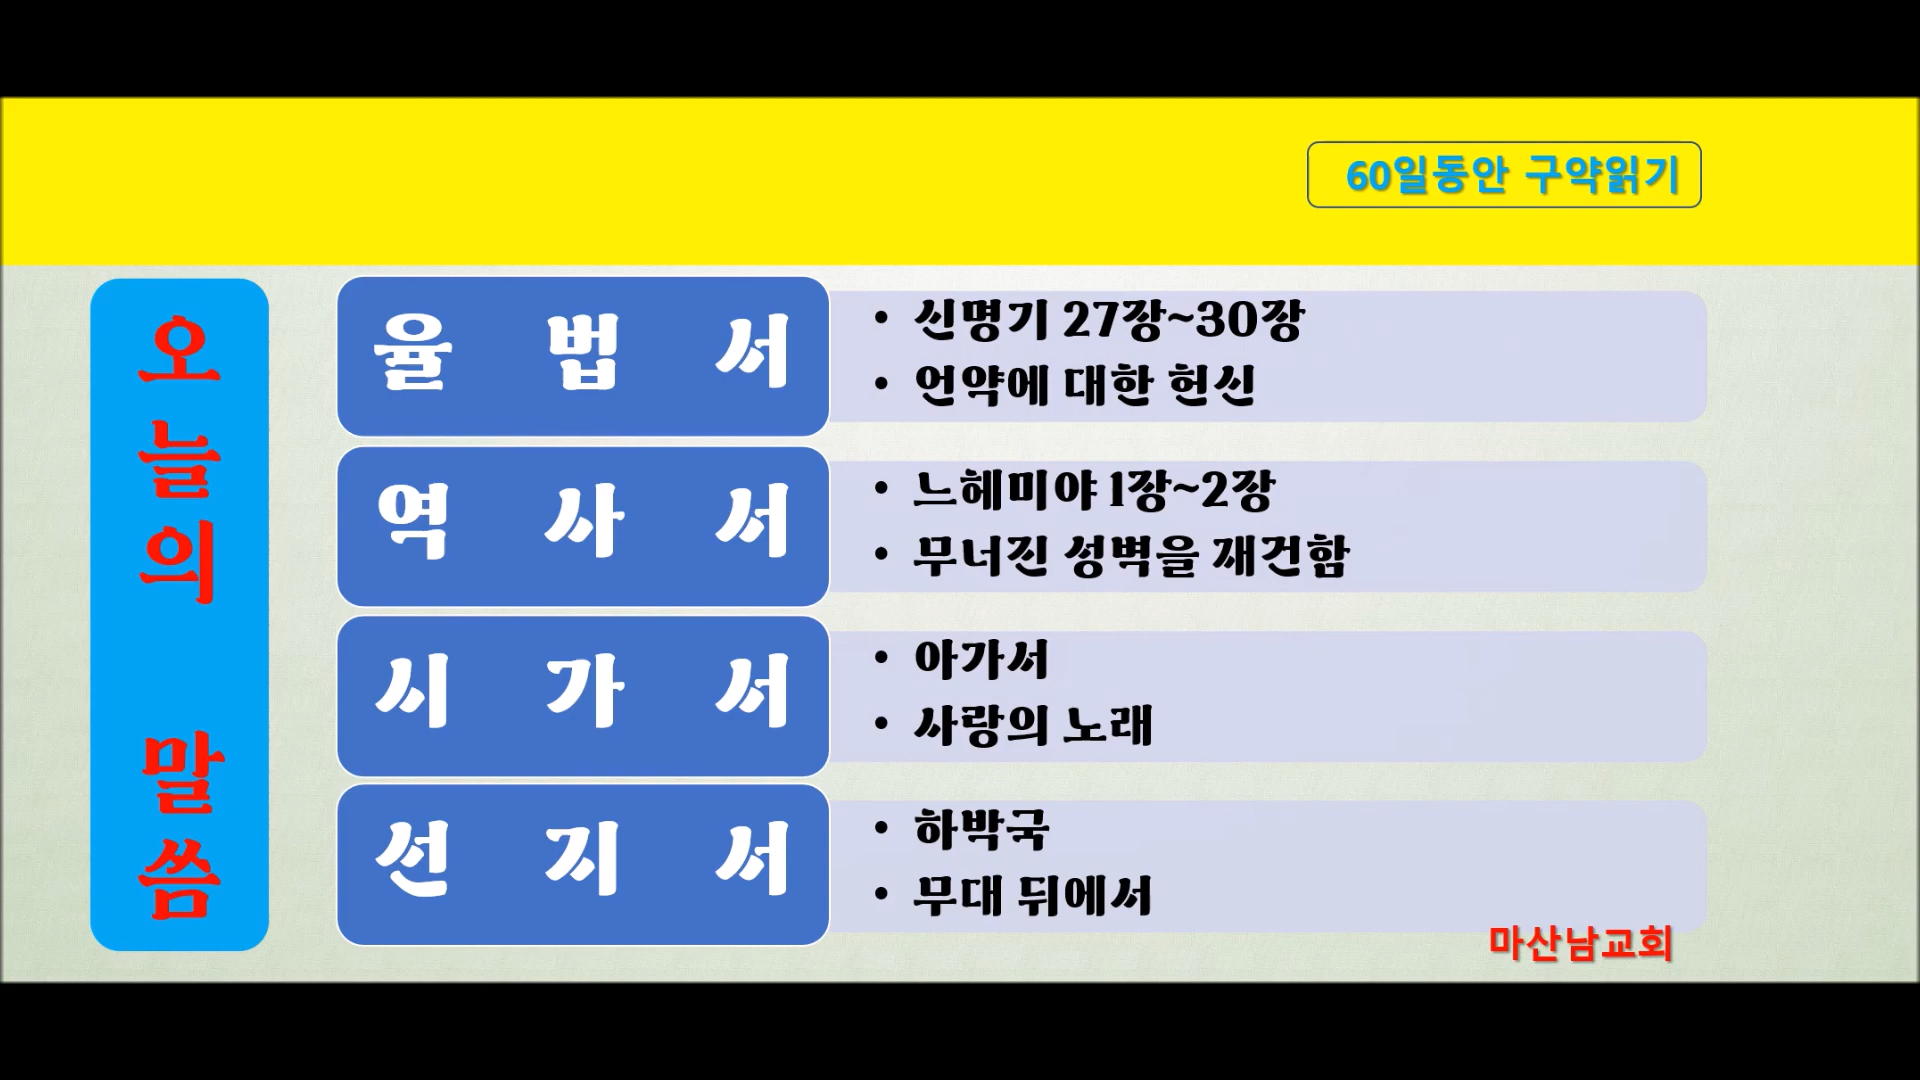 60일동안 구약읽기
오늘의 말씀
율 법 서
• 신명기 27장~30장
• 언약에 대한 헌신
역 사 서
• 느헤미야 1장~2장
• 무너진 성벽을 재건함
시 가 서
• 아가서
• 사랑의 노래
선 지 서
• 하박국
• 무대 뒤에서
마산남교회